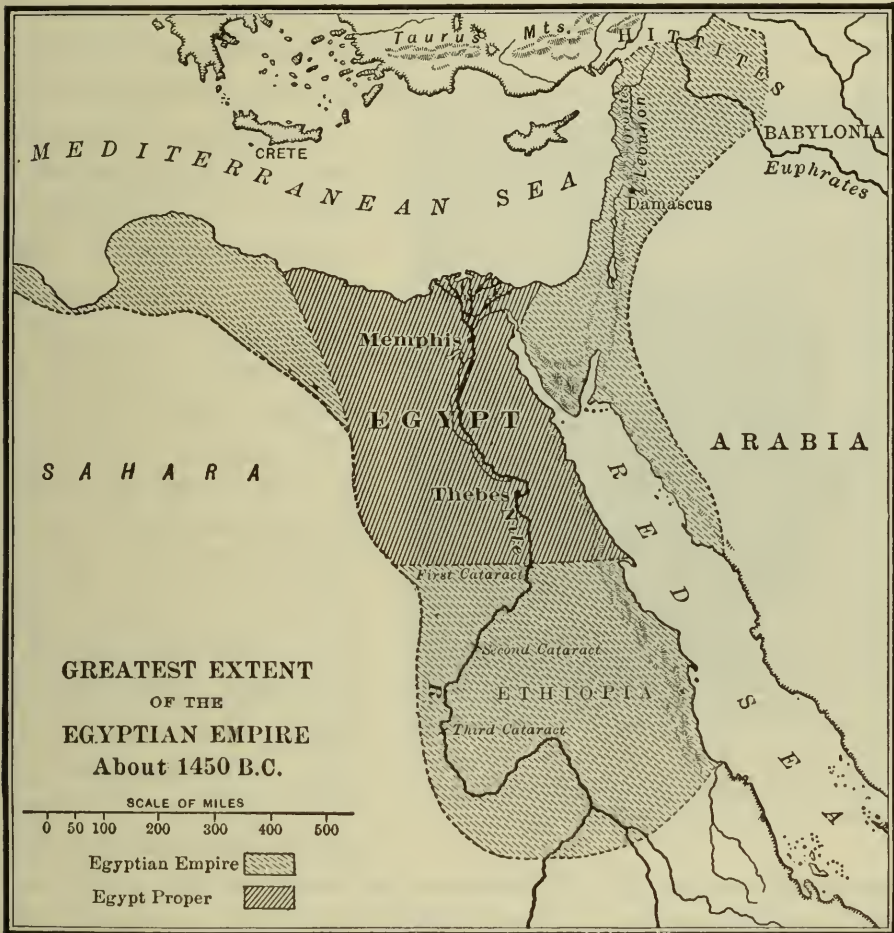 Taurus Mts.
HITTITES
MEDITERRANEAN SEA
CRETE
Orontes
Lebanon
BABYLONIA
Euphrates
Damascus
Memphis
EGYPT
ARABIA
SAHARA
Thebes
Nile
R.
RED SEA
First Cataract
Second Cataract
ETHIOPIA
Third Cataract
GREATEST EXTENT
OF THE
EGYPTIAN EMPIRE
About 1450 B.C.
SCALE OF MILES
0 50 100 200 300 400 500
Egyptian Empire
Egypt Proper